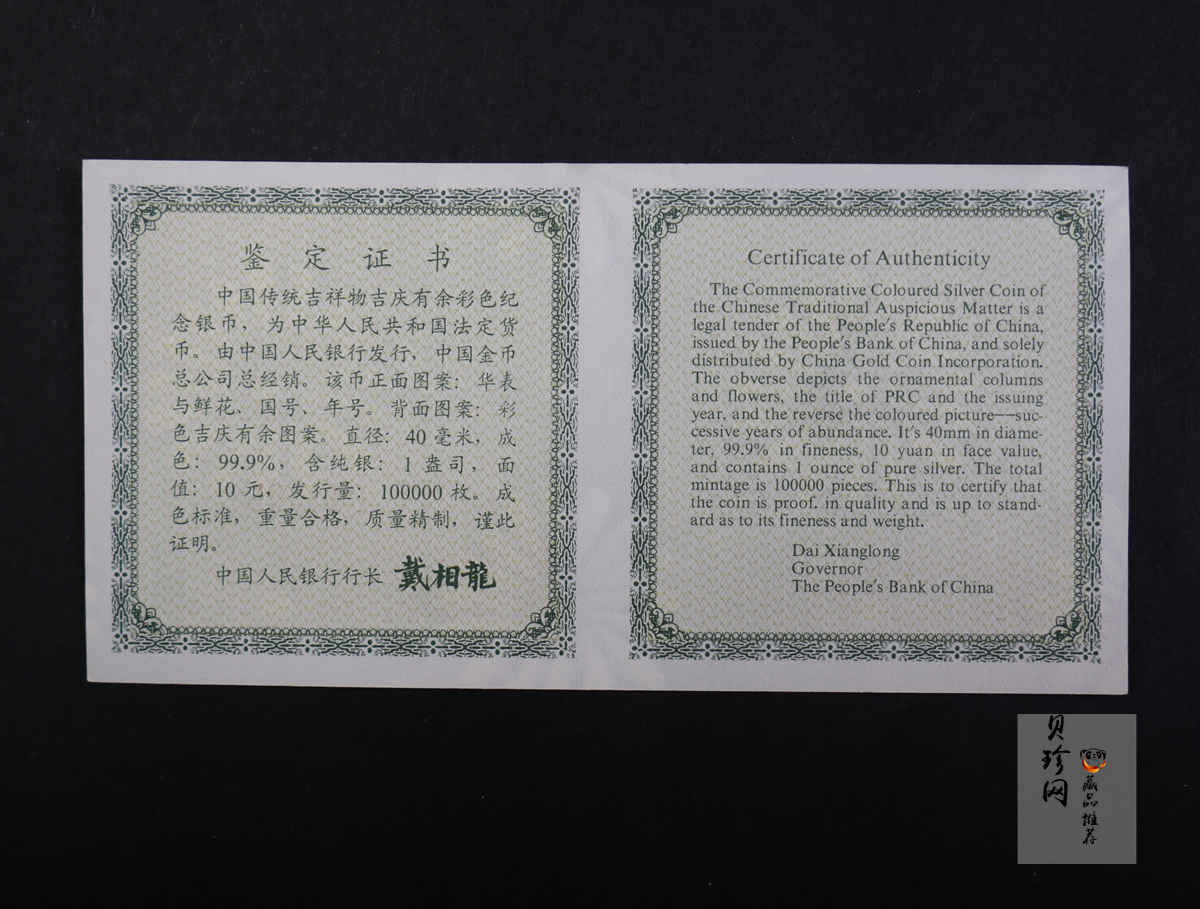 鉴定证书
中国传统吉祥物吉庆有余彩色纪
念银币，为中华人民共和国法定货
币。由中国人民银行发行，中国金币
总公司总经销。该币正面图案：华表
与鲜花、国号、年号。背面图案：彩
色吉庆有余图案。直径：40毫米，成
色：99.9%，含纯银：1盎司，面
值：10元，发行量：100000枚。成
色标准，重量合格，质量精制，谨此
证明。
中国人民银行行长 戴相龍
Certificate of Authenticity
The Commemorative Coloured Silver Coin of
the Chinese Traditional Auspicious Matter is a
legal tender of the People's Republic of China,
issued by the People's Bank of China, and solely
distributed by China Gold Coin Incorporation.
The obverse depicts the ornamental columns
and flowers, the title of PRC and the issuing
year, and the reverse the coloured picture—suc-
cessive years of abundance. It's 40mm in diame-
ter, 99.9% in fineness, 10 yuan in face value,
and contains 1 ounce of pure silver. The total
mintage is 100000 pieces. This is to certify that
the coin is proof. in quality and is up to stand-
ard as to its fineness and weight.
Dai Xianglong
Governor
The People's Bank of China
贝珍网
藏品推荐